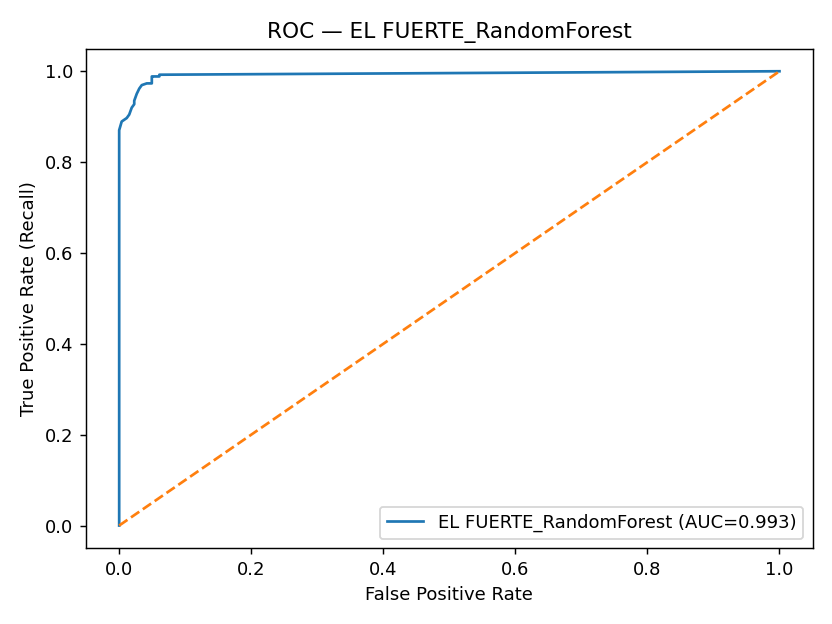 ROC — EL FUERTE_RandomForest
True Positive Rate (Recall)
1.0
0.8
0.6
0.4
0.2
0.0
EL FUERTE_RandomForest (AUC=0.993)
0.0 0.2 0.4 0.6 0.8 1.0
False Positive Rate